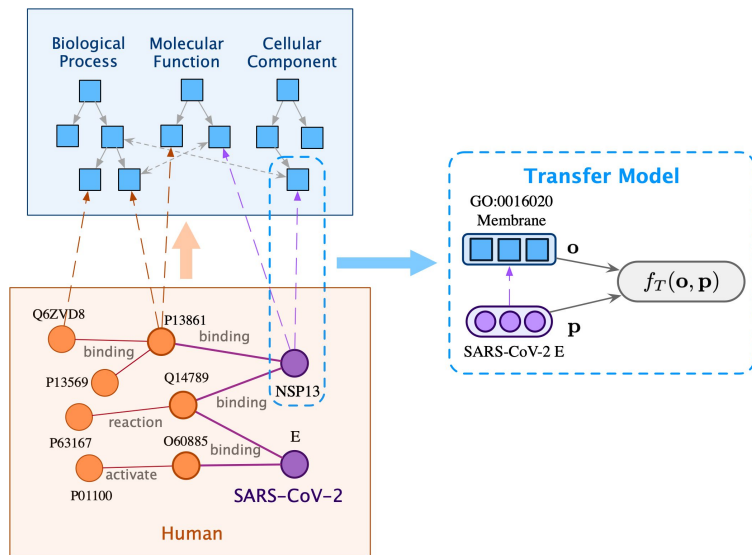 Biological
Process
Molecular
Function
Cellular
Component
Transfer Model
GO:0016020
Membrane
o
f_T(o, p)
p
SARS-CoV-2 E
Q6ZVD8
P13861
binding
binding
P13569
Q14789
NSP13
binding
reaction
P63167
O60885
binding
E
activate
P01100
SARS-CoV-2
Human